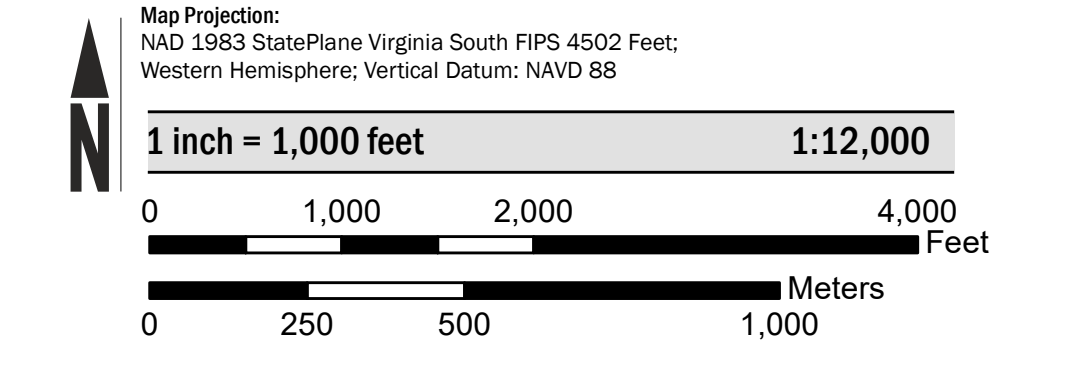 Map Projection:
NAD 1983 StatePlane Virginia South FIPS 4502 Feet;
Western Hemisphere; Vertical Datum: NAVD 88
N
1 inch = 1,000 feet 1:12,000
0 1,000 2,000 4,000
Feet
Meters
0 250 500 1,000